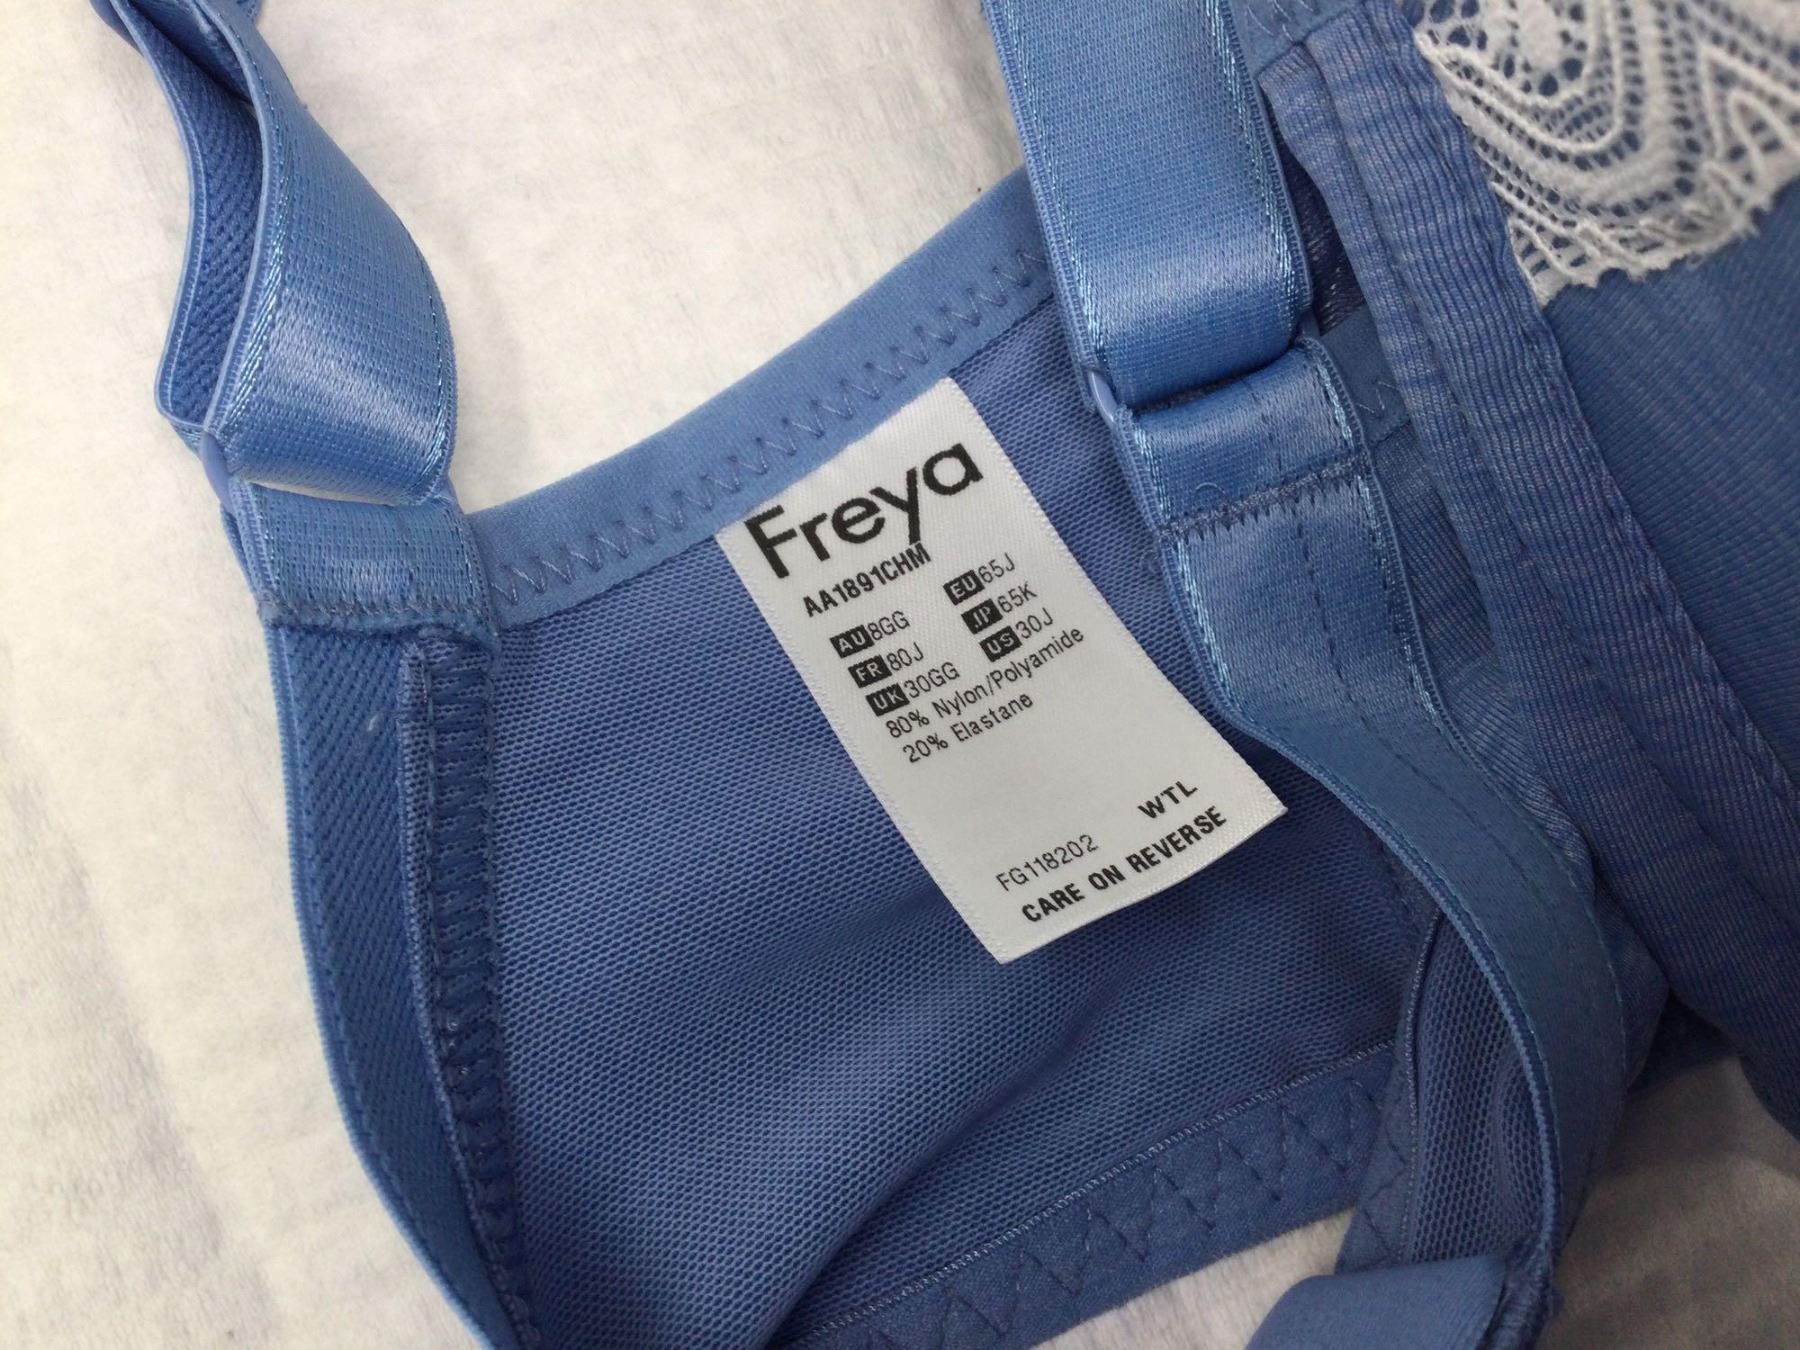 Freya
AA1891CHM
AU 8GG EU 65J
FR 80J JP 65K
UK 30GG US 30J
80% Nylon/Polyamide
20% Elastane
WTL
FG118202
CARE ON REVERSE